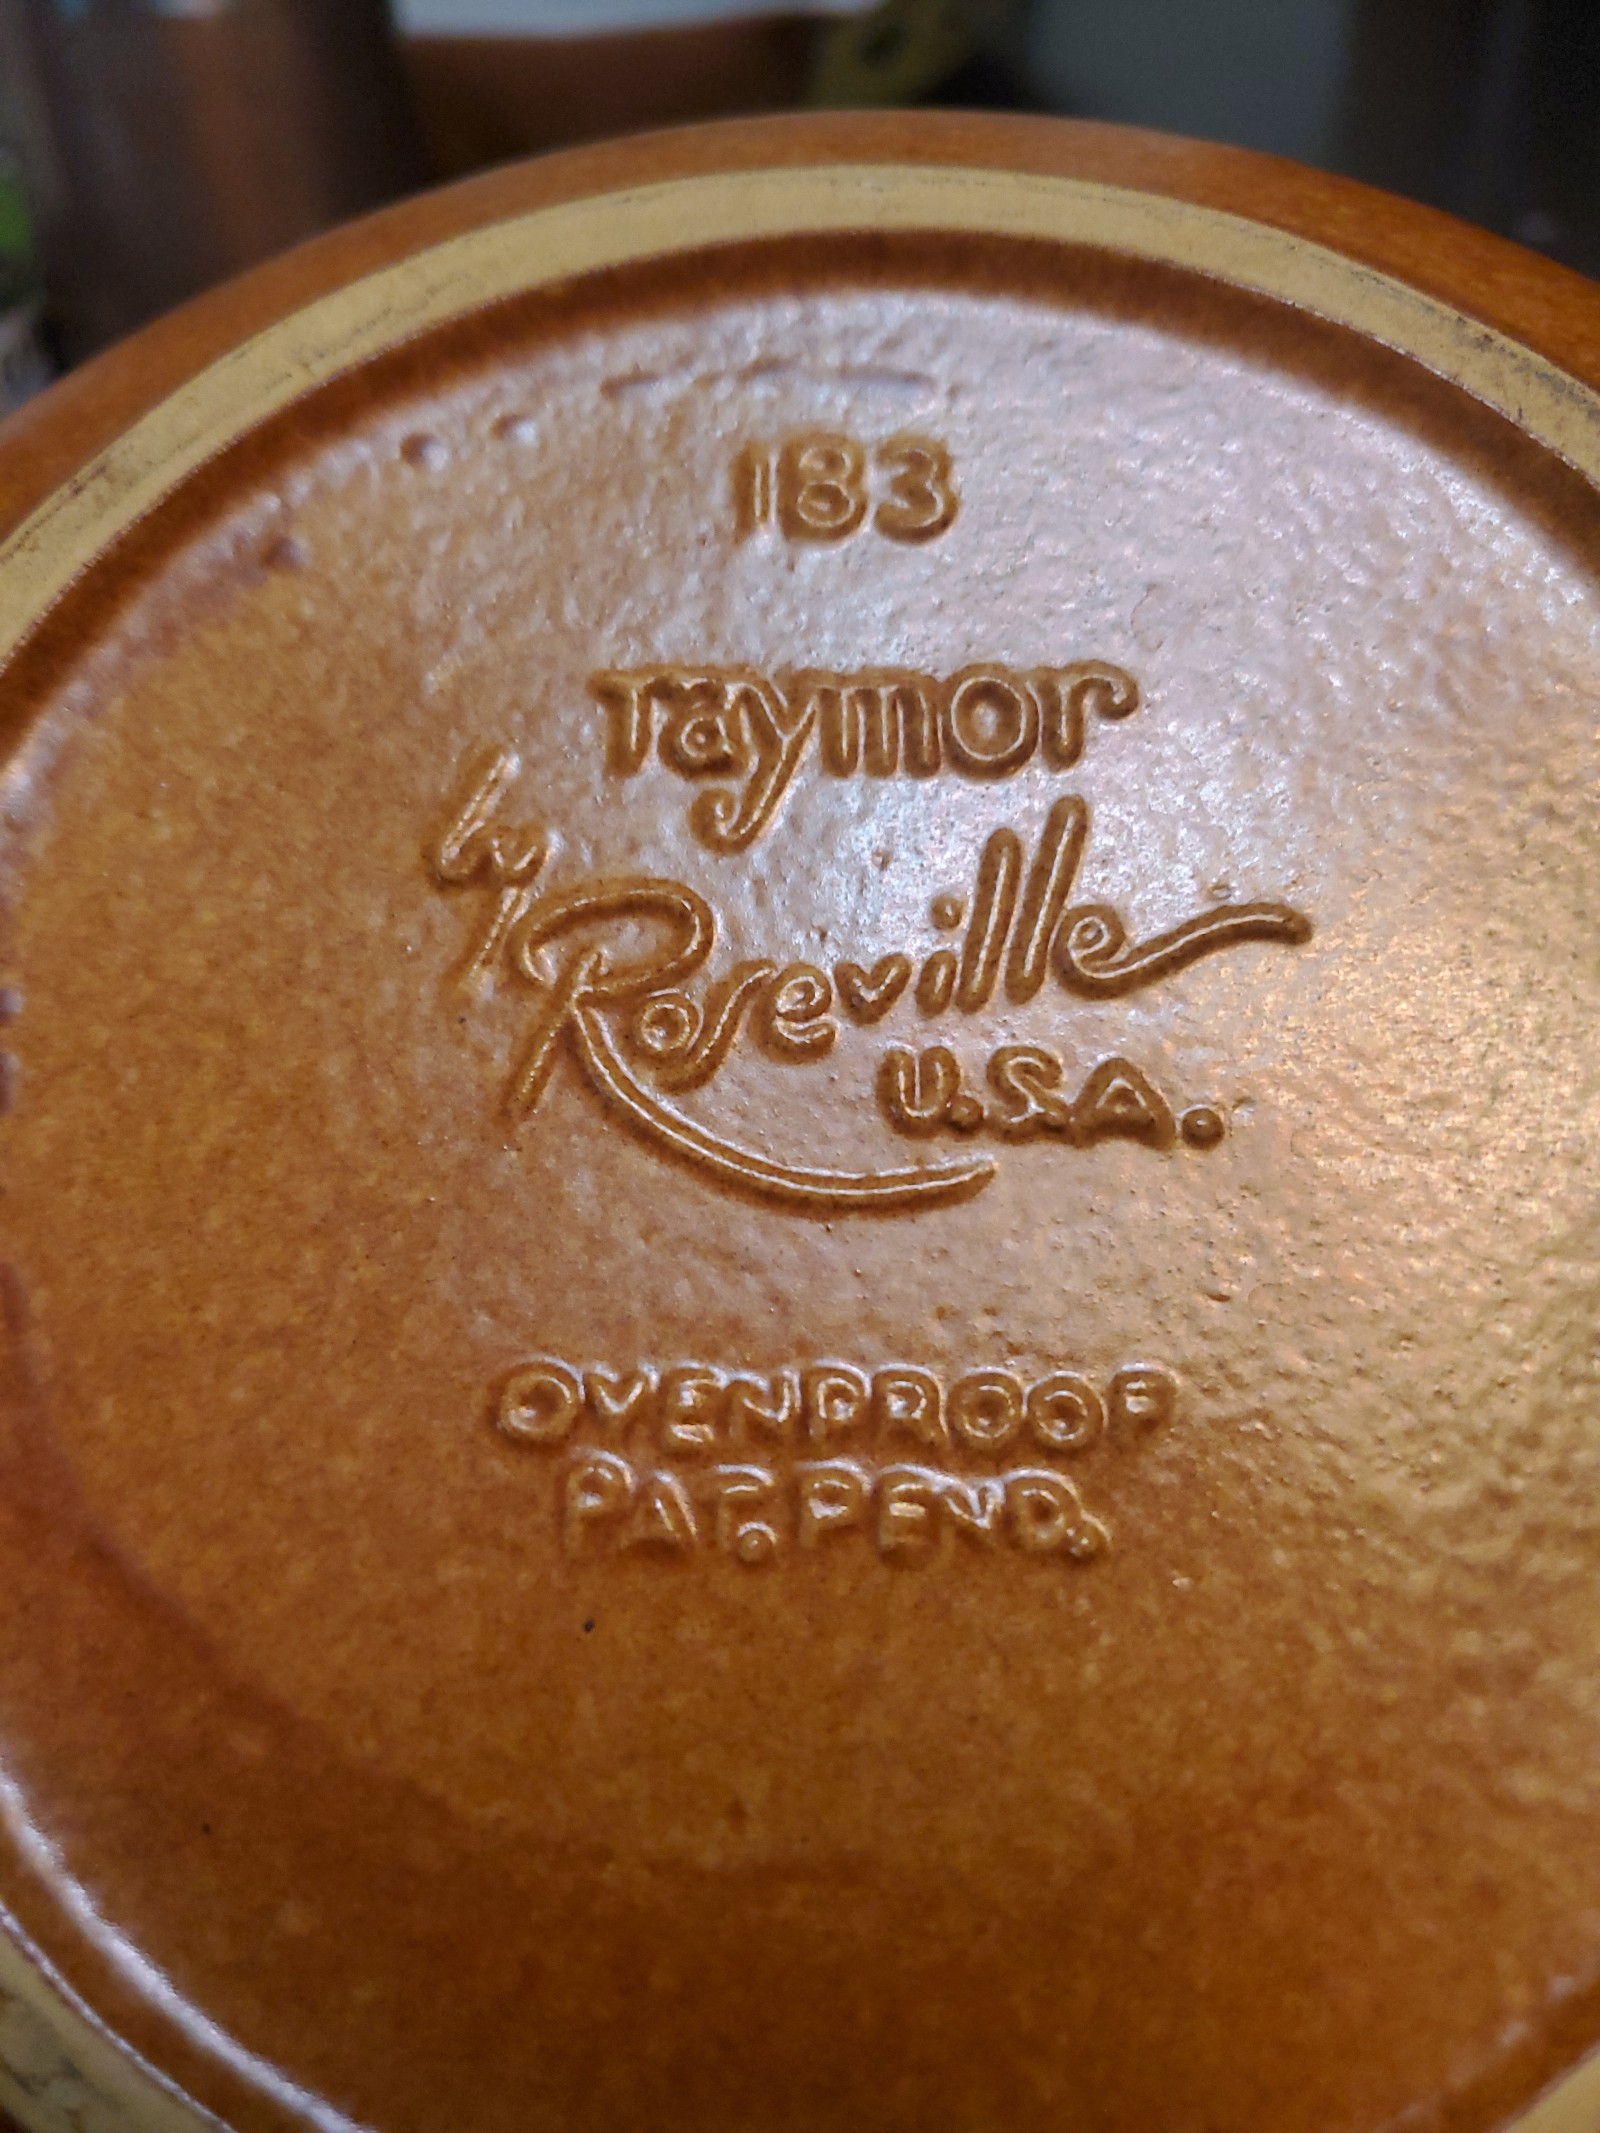 183
raymor
by Roseville
U.S.A.
OVENPROOF
PAT. PEND.